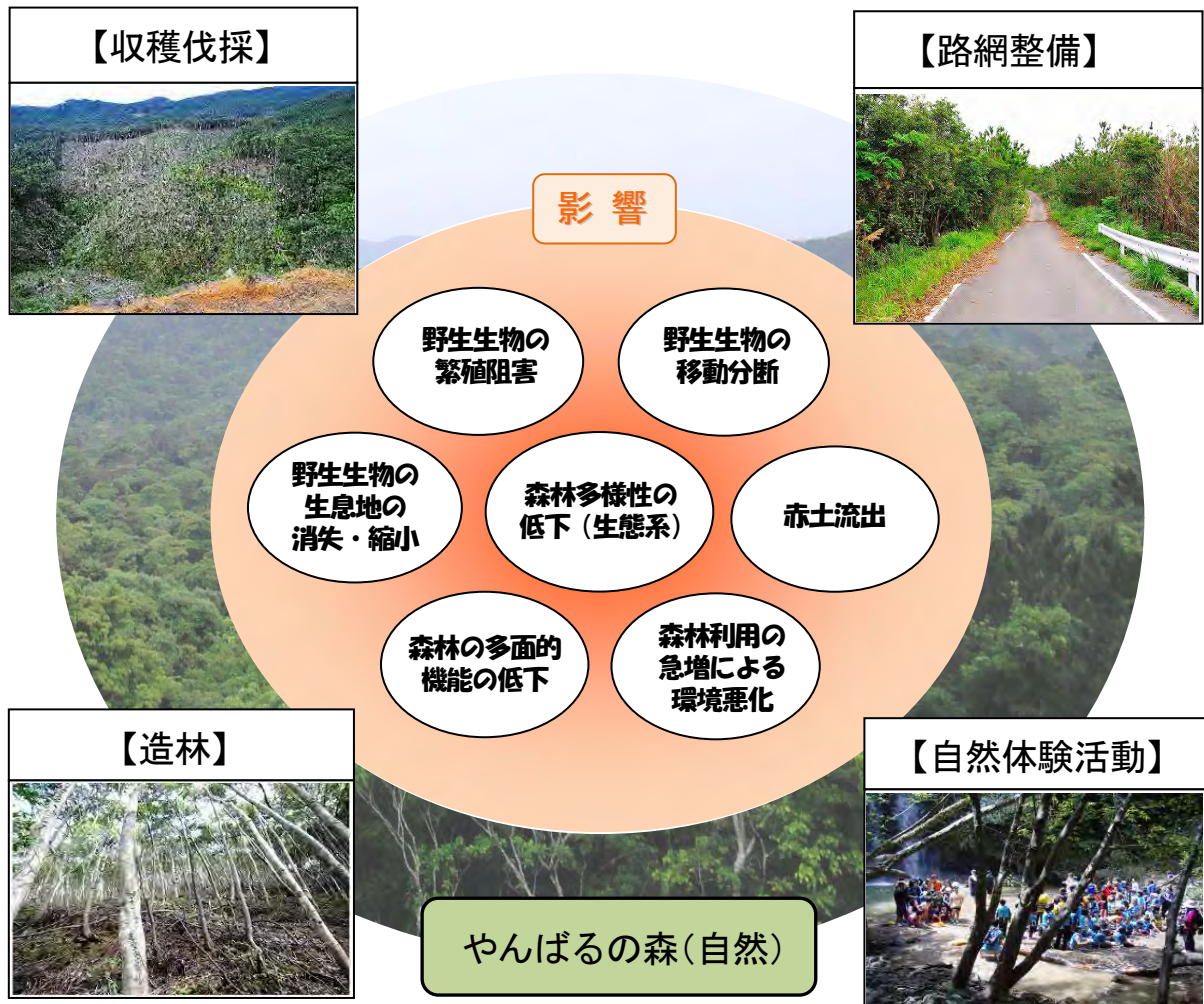 【収穫伐採】
【路網整備】
影 響
野生生物の
繁殖阻害
野生生物の
移動分断
野生生物の
生息地の
消失・縮小
森林多様性の
低下（生態系）
赤土流出
森林の多面的
機能の低下
森林利用の
急増による
環境悪化
【造林】
【自然体験活動】
やんばるの森（自然）